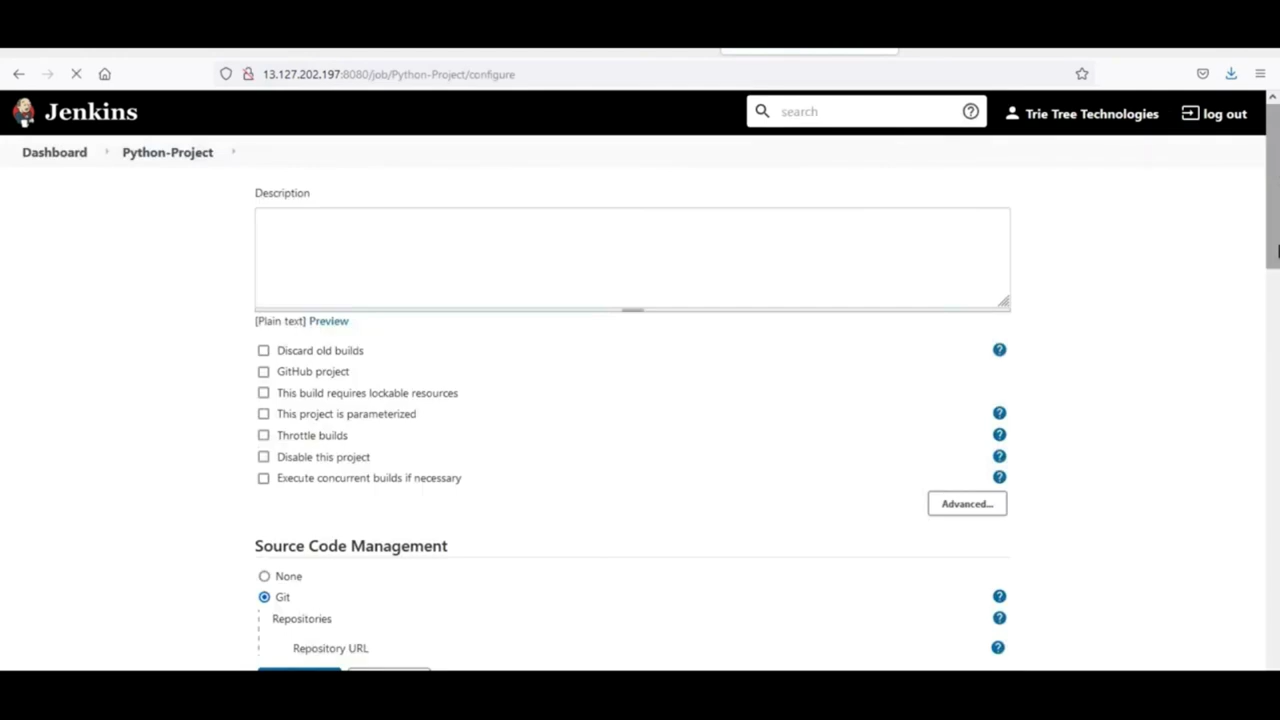 13.127.202.197:8080/job/Python-Project/configure
Jenkins
search
Trie Tree Technologies
log out
Dashboard
Python-Project
Description
[Plain text] Preview
Discard old builds
GitHub project
This build requires lockable resources
This project is parameterized
Throttle builds
Disable this project
Execute concurrent builds if necessary
Advanced...
Source Code Management
None
Git
Repositories
Repository URL